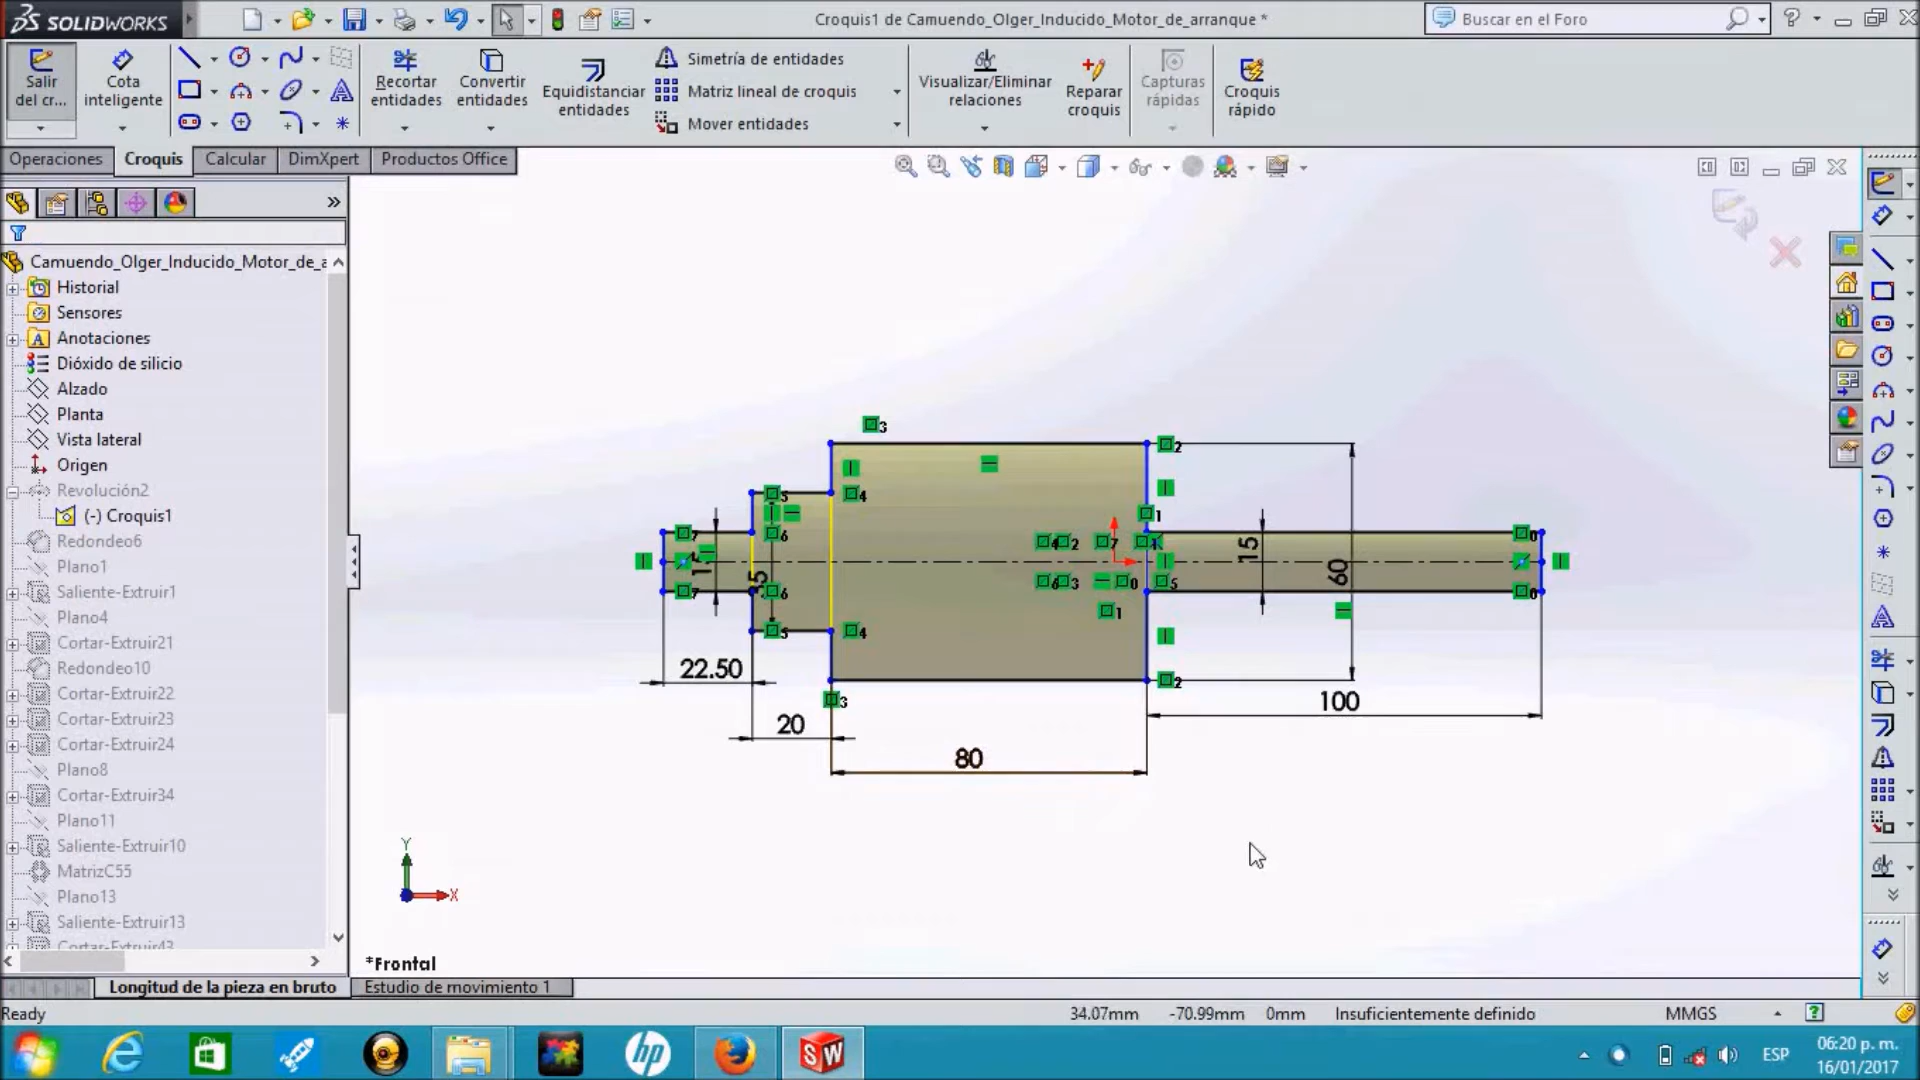 SOLIDWORKS
Croquis1 de Camuendo_Olger_Inducido_Motor_de_arranque *
Buscar en el Foro
Salir del cr...
Cota inteligente
Recortar entidades
Convertir entidades
Equidistanciar entidades
Simetría de entidades
Matriz lineal de croquis
Mover entidades
Visualizar/Eliminar relaciones
Reparar croquis
Capturas rápidas
Croquis rápido
Operaciones
Croquis
Calcular
DimXpert
Productos Office
Camuendo_Olger_Inducido_Motor_de_a
Historial
Sensores
Anotaciones
Dióxido de silicio
Alzado
Planta
Vista lateral
Origen
Revolución2
(-) Croquis1
Redondeo6
Plano1
Saliente-Extruir1
Plano4
Cortar-Extruir21
Redondeo10
Cortar-Extruir22
Cortar-Extruir23
Cortar-Extruir24
Plano8
Cortar-Extruir34
Plano11
Saliente-Extruir10
MatrizC55
Plano13
Saliente-Extruir13
Cortar-Extruir43
15
60
22.50
20
80
100
Y
X
*Frontal
Longitud de la pieza en bruto
Estudio de movimiento 1
Ready
34.07mm
-70.99mm
0mm
Insuficientemente definido
MMGS
hp
SW
ESP
06:20 p. m.
16/01/2017